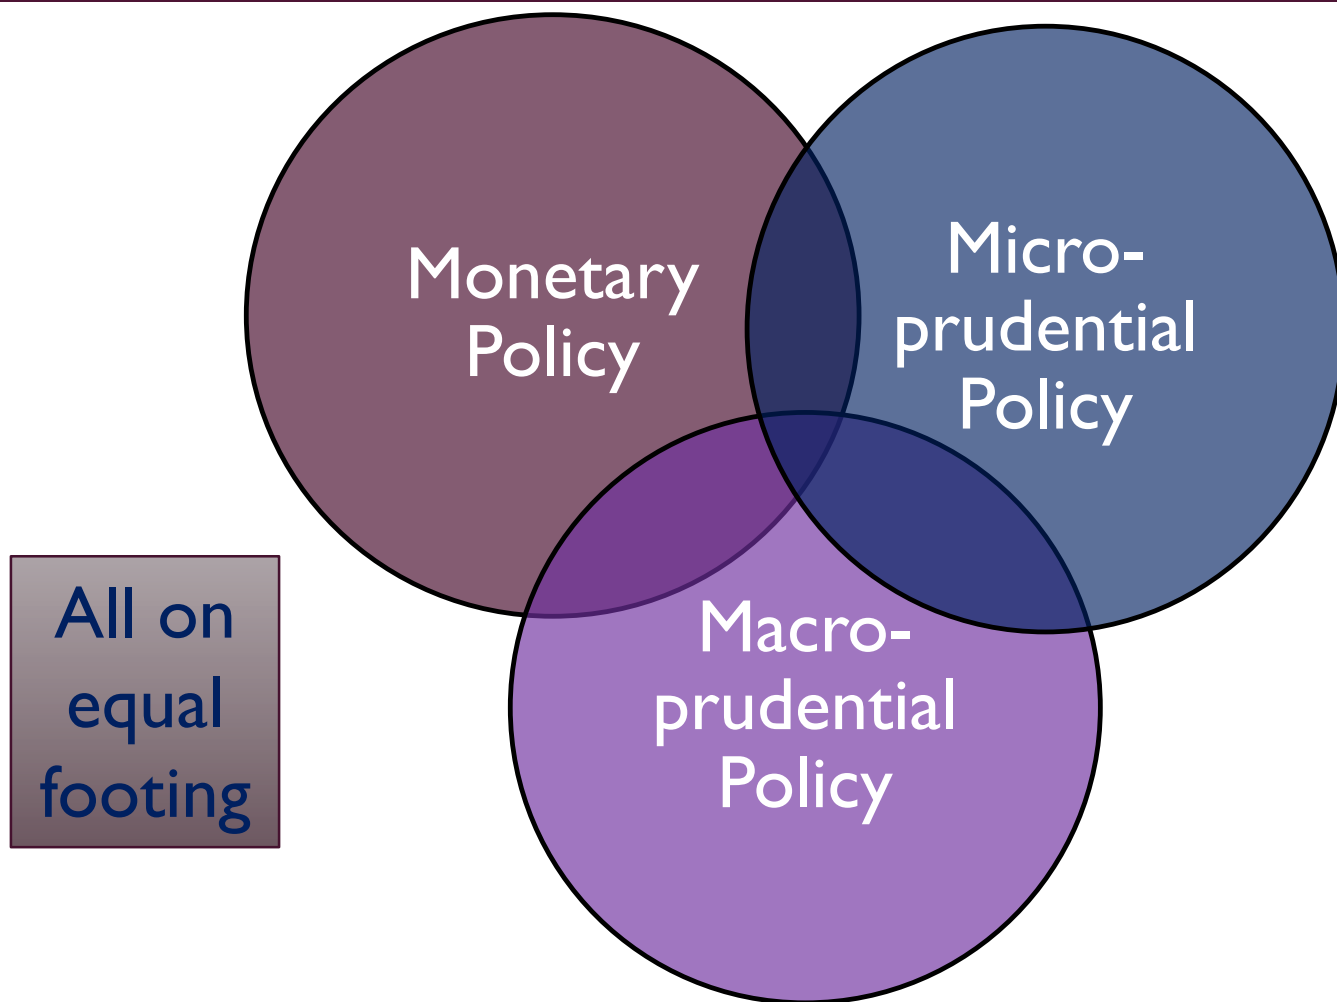 Monetary
Policy
Micro-
prudential
Policy
All on
equal
footing
Macro-
prudential
Policy